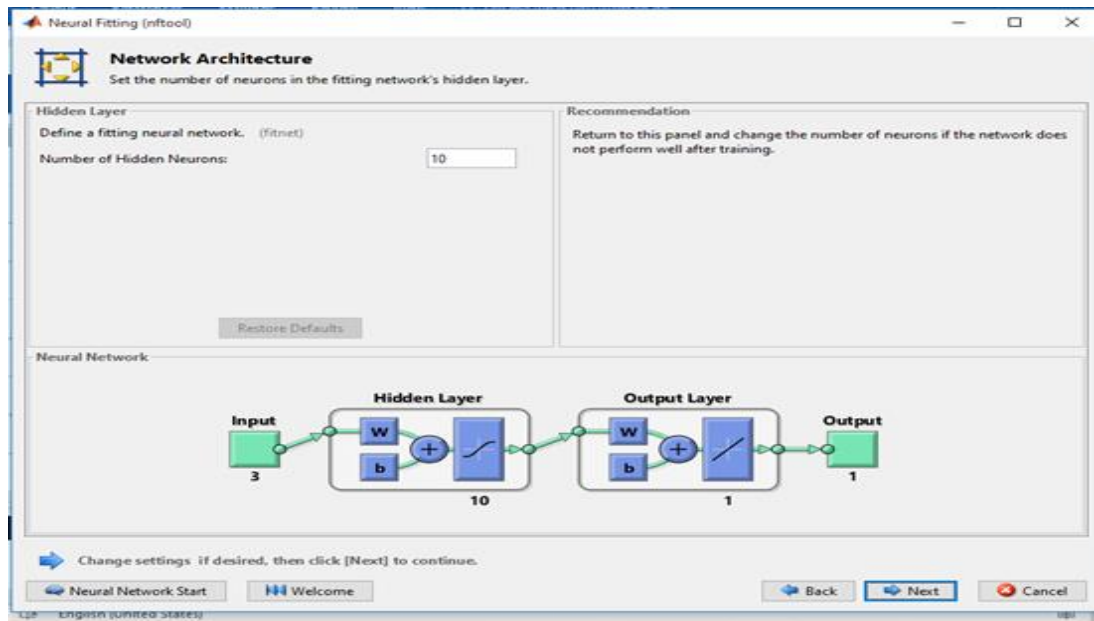 Neural Fitting (nftool)
Network Architecture
Set the number of neurons in the fitting network's hidden layer.
Hidden Layer
Define a fitting neural network. (fitnet)
Number of Hidden Neurons: 10
Restore Defaults
Recommendation
Return to this panel and change the number of neurons if the network does
not perform well after training.
Neural Network
Hidden Layer
Output Layer
Input
Output
W
b
W
b
3
10
1
1
Change settings if desired, then click [Next] to continue.
Neural Network Start
Welcome
Back
Next
Cancel
English (United States)